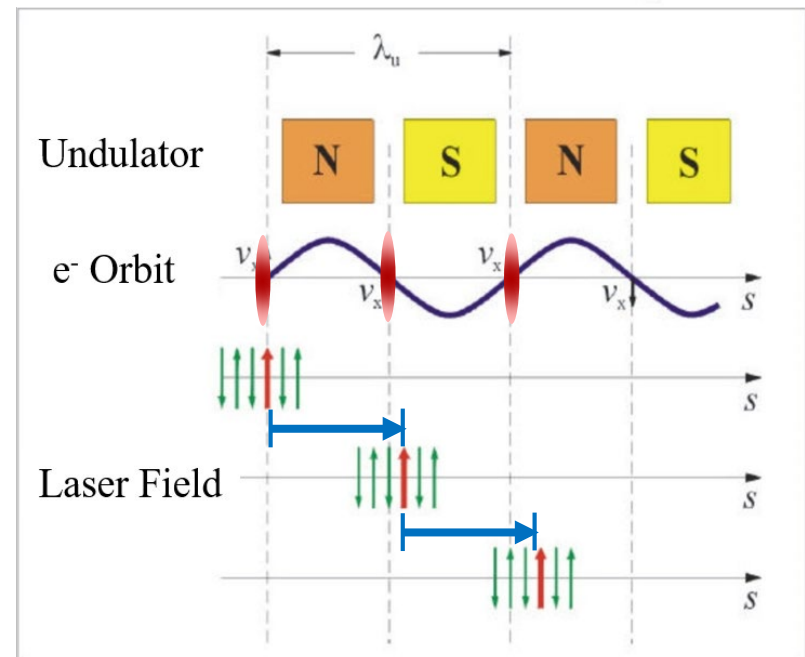 λu
Undulator N S N S
e- Orbit vx vx vx vx s
s
Laser Field s
s